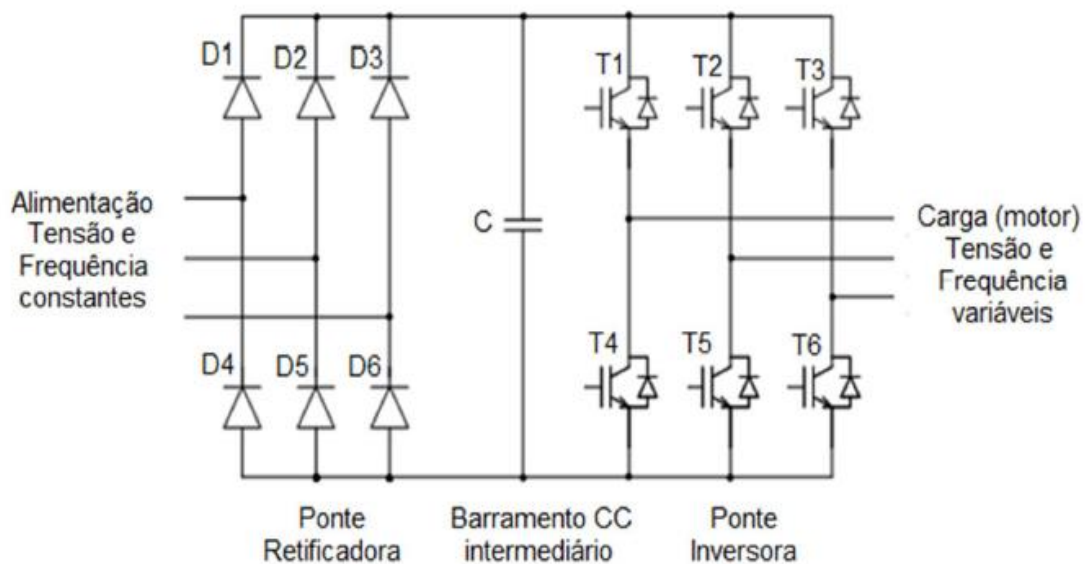 D1
D2
D3
T1
T2
T3
Alimentação
Tensão e
Frequência
constantes
C
Carga (motor)
Tensão e
Frequência
variáveis
D4
D5
D6
T4
T5
T6
Ponte
Retificadora
Barramento CC
intermediário
Ponte
Inversora